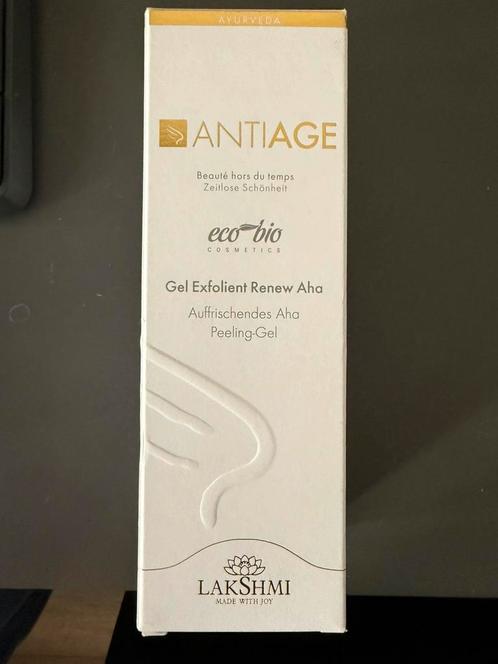 AYURVEDA
ANTIAGE
Beauté hors du temps
Zeitlose Schönheit
eco bio
COSMETICS
Gel Exfolient Renew Aha
Auffrischendes Aha
Peeling-Gel
LAKSHMI
MADE WITH JOY